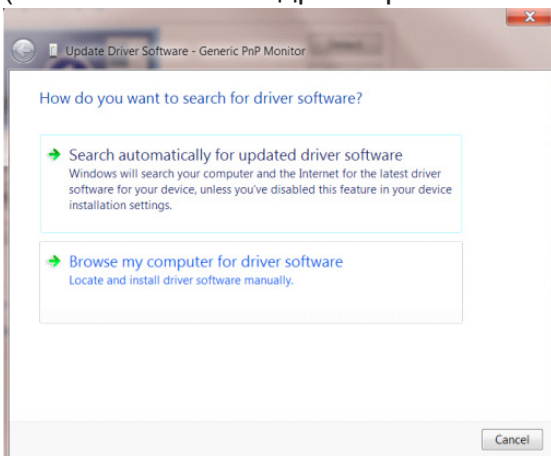 Update Driver Software - Generic PnP Monitor
How do you want to search for driver software?
Search automatically for updated driver software
Windows will search your computer and the Internet for the latest driver
software for your device, unless you've disabled this feature in your device
installation settings.
Browse my computer for driver software
Locate and install driver software manually.
Cancel